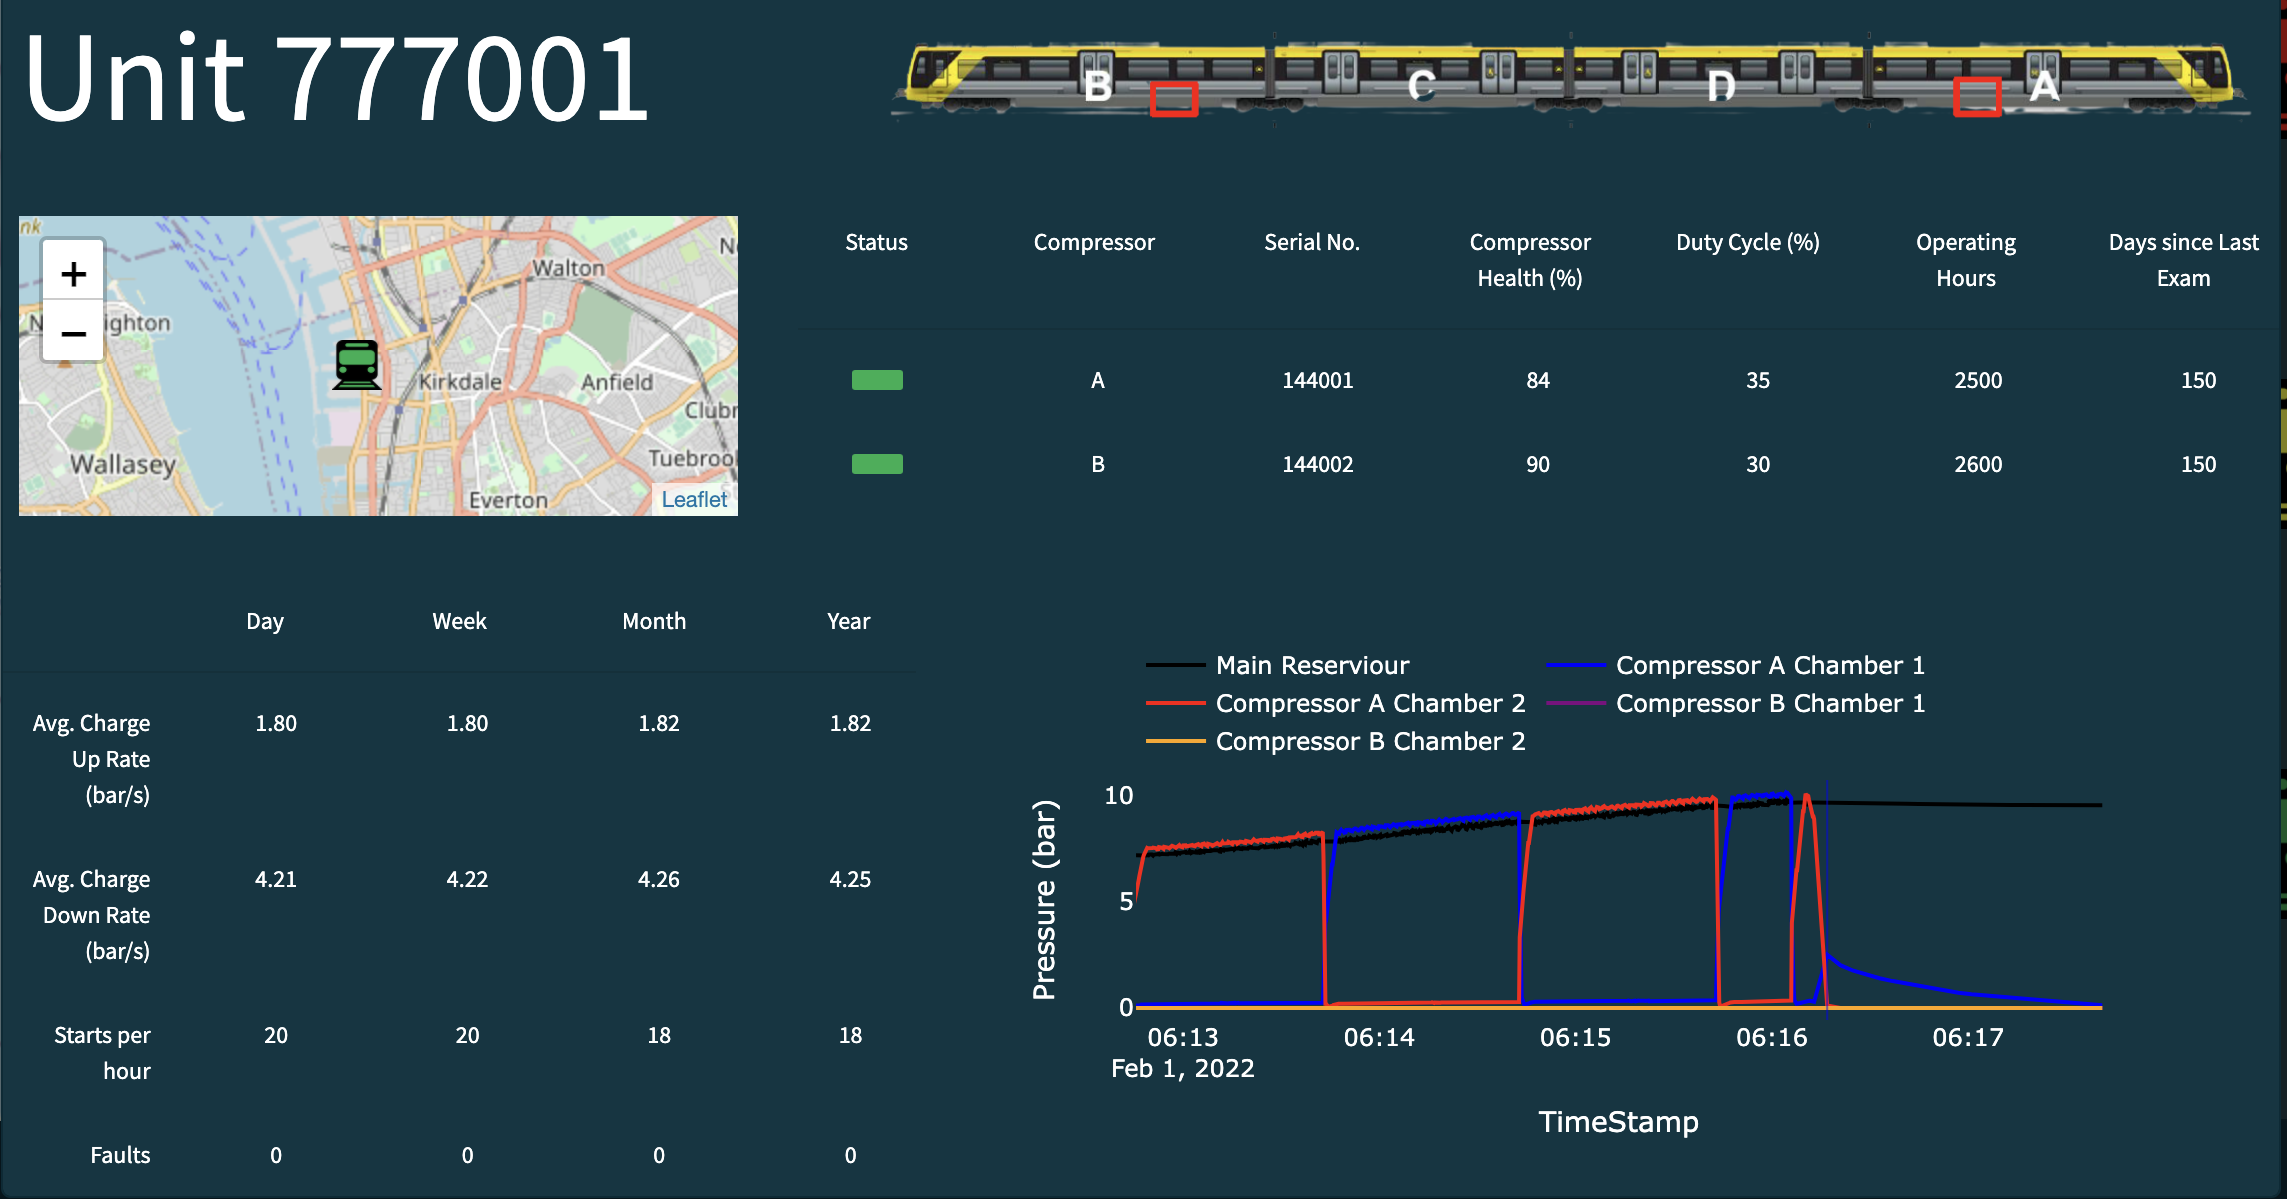 Unit 777001
B
C
D
A
nk
Walton
+
−
ighton
Kirkdale
Anfield
Wallasey
Everton
Leaflet
Status Compressor Serial No. Compressor Health (%) Duty Cycle (%) Operating Hours Days since Last Exam
A 144001 84 35 2500 150
B 144002 90 30 2600 150
Day Week Month Year
Avg. Charge Up Rate (bar/s) 1.80 1.80 1.82 1.82
Avg. Charge Down Rate (bar/s) 4.21 4.22 4.26 4.25
Starts per hour 20 20 18 18
Faults 0 0 0 0
Main Reserviour Compressor A Chamber 1
Compressor A Chamber 2 Compressor B Chamber 1
Compressor B Chamber 2
Pressure (bar)
10
5
0
06:13 06:14 06:15 06:16 06:17
Feb 1, 2022
TimeStamp